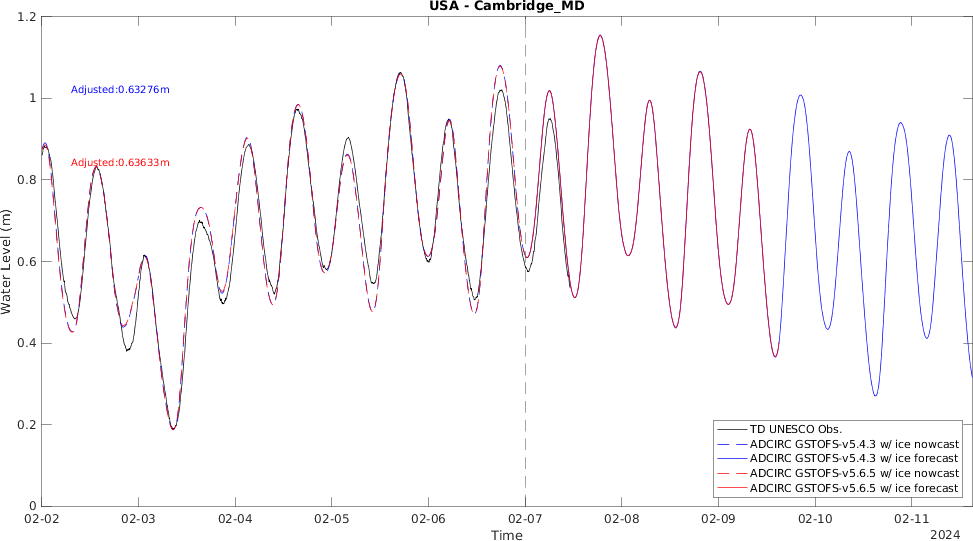 USA - Cambridge_MD
1.2
1
0.8
0.6
0.4
0.2
0
Water Level (m)
Adjusted:0.63276m
Adjusted:0.63633m
TD UNESCO Obs.
ADCIRC GSTOFS-v5.4.3 w/ ice nowcast
ADCIRC GSTOFS-v5.4.3 w/ ice forecast
ADCIRC GSTOFS-v5.6.5 w/ ice nowcast
ADCIRC GSTOFS-v5.6.5 w/ ice forecast
02-02 02-03 02-04 02-05 02-06 02-07 02-08 02-09 02-10 02-11
Time
2024